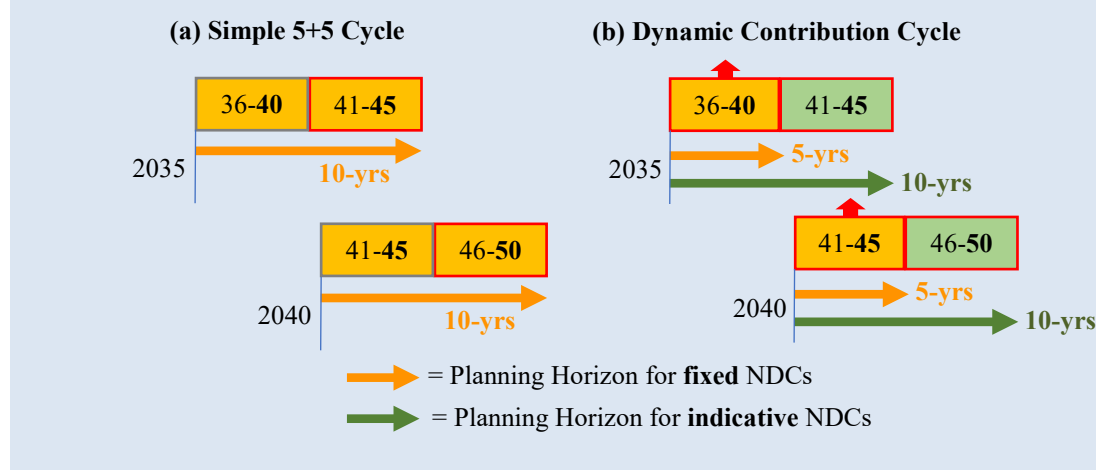 (a) Simple 5+5 Cycle
36-40
41-45
2035
10-yrs
41-45
46-50
2040
10-yrs
(b) Dynamic Contribution Cycle
36-40
41-45
5-yrs
2035
10-yrs
41-45
46-50
5-yrs
2040
10-yrs
= Planning Horizon for fixed NDCs
= Planning Horizon for indicative NDCs